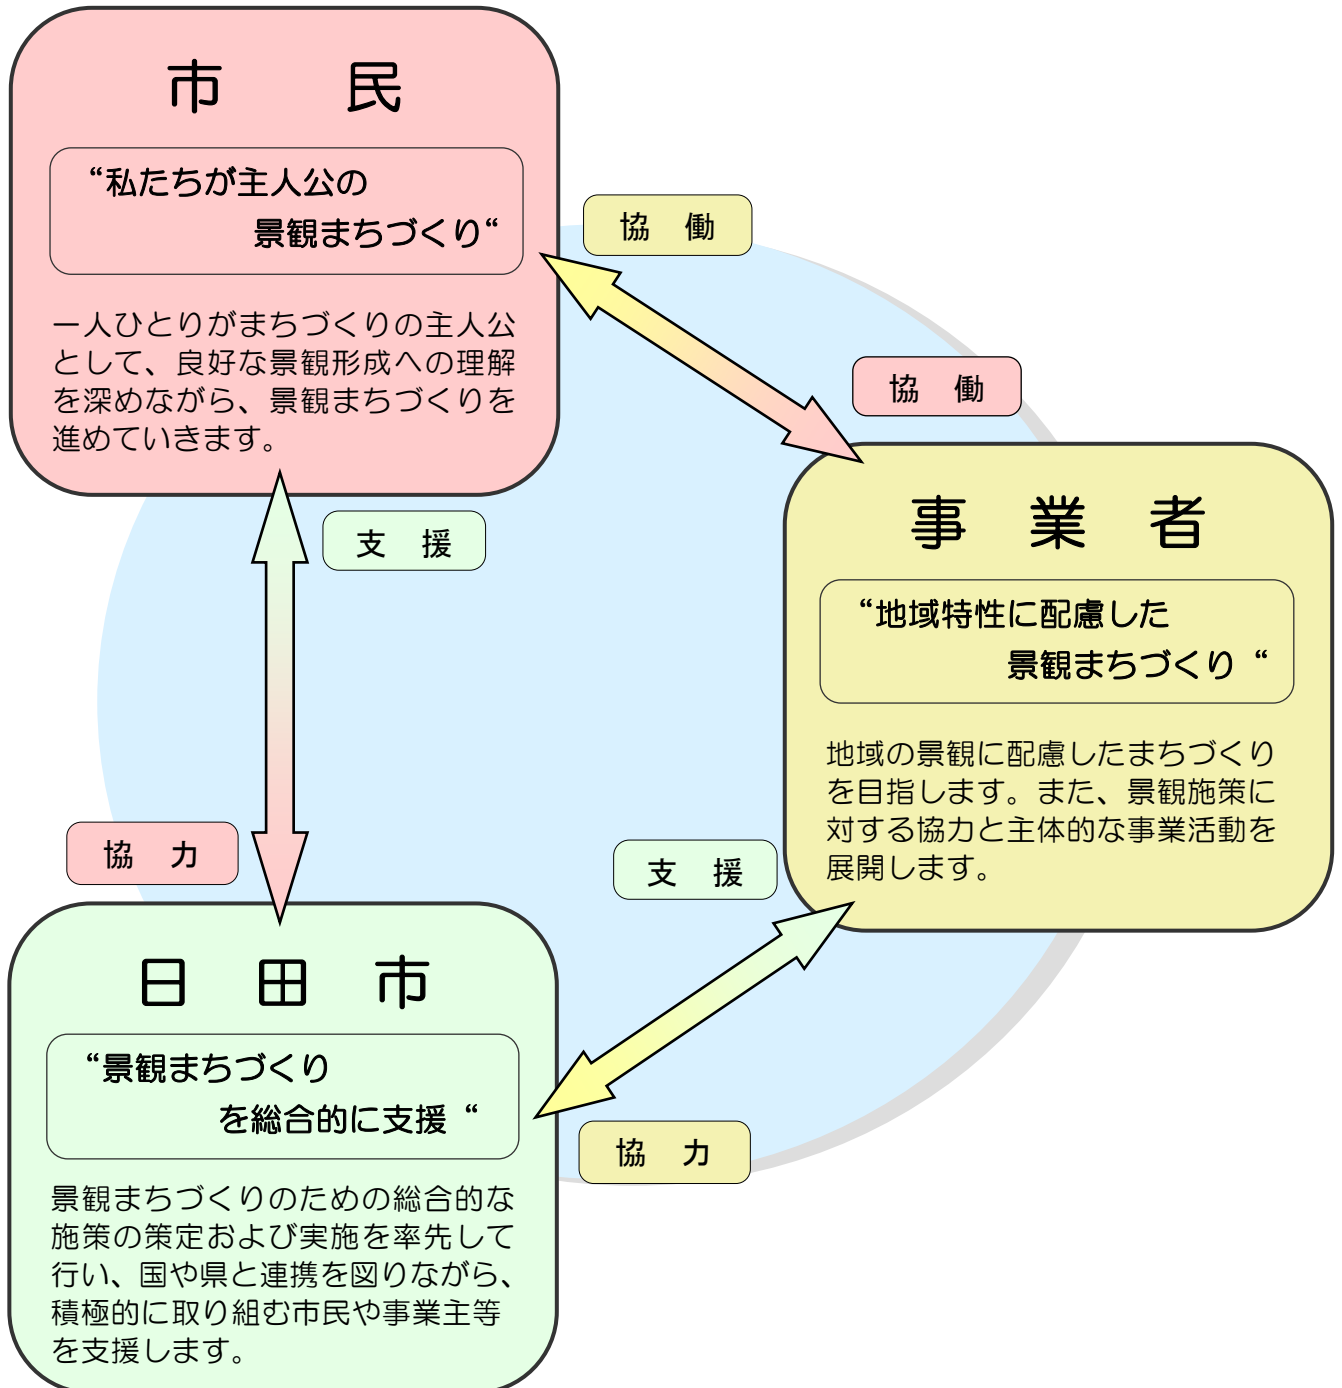 市　民
“私たちが主人公の
景観まちづくり“
一人ひとりがまちづくりの主人公
として、良好な景観形成への理解
を深めながら、景観まちづくりを
進めていきます。
協　働
協　働
事　業　者
“地域特性に配慮した
景観まちづくり “
地域の景観に配慮したまちづくり
を目指します。また、景観施策に
対する協力と主体的な事業活動を
展開します。
支　援
協　力
支　援
協　力
日　田　市
“景観まちづくり
を総合的に支援 “
景観まちづくりのための総合的な
施策の策定および実施を率先して
行い、国や県と連携を図りながら、
積極的に取り組む市民や事業主等
を支援します。